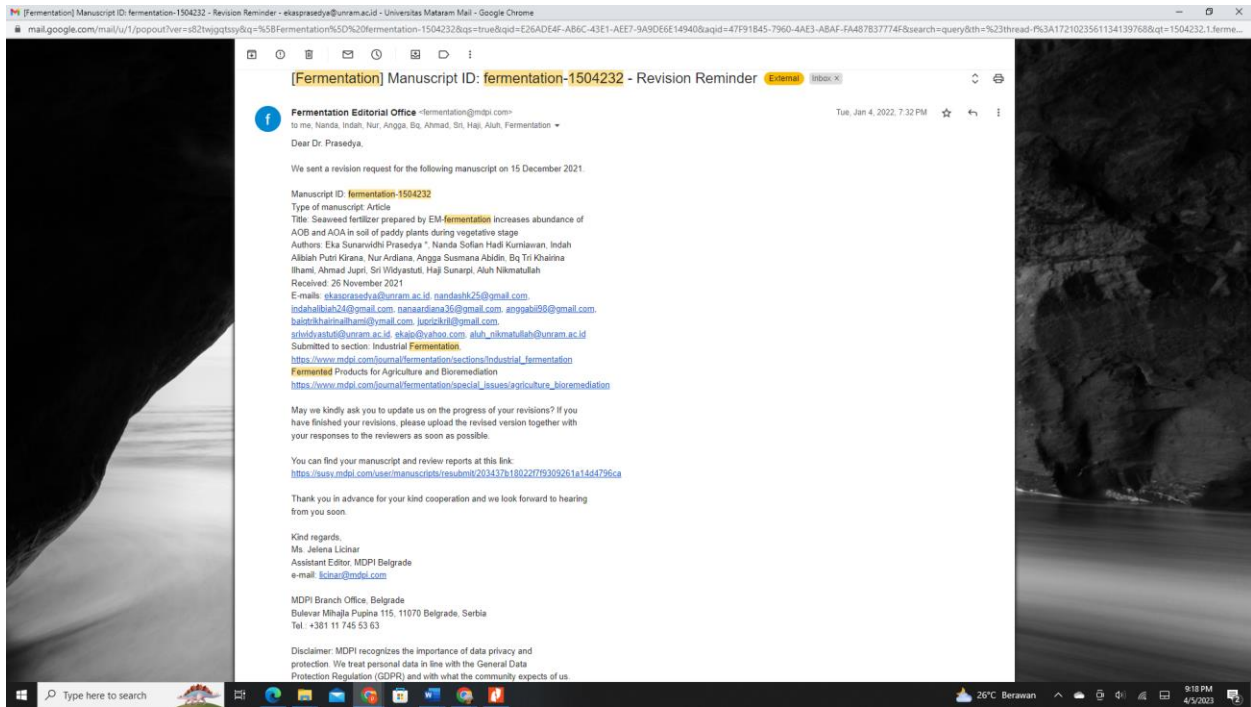 [Fermentation] Manuscript ID: fermentation-1504232 - Revision Reminder - ekasprasedya@unram.ac.id - Universitas Mataram Mail - Google Chrome
[Fermentation] Manuscript ID: fermentation-1504232 - Revision Reminder External Inbox ×
Fermentation Editorial Office <fermentation@mdpi.com> Tue, Jan 4, 2022, 7:32 PM
to me, Nanda, Indah, Nur, Angga, Bq, Ahmad, Sri, Haji, Aluh, Fermentation
Dear Dr. Prasedya,
We sent a revision request for the following manuscript on 15 December 2021.
Manuscript ID: fermentation-1504232
Type of manuscript: Article
Title: Seaweed fertilizer prepared by EM-fermentation increases abundance of
AOB and AOA in soil of paddy plants during vegetative stage
Authors: Eka Sunarwidhi Prasedya *, Nanda Sofian Hadi Kurniawan, Indah
Alibiah Putri Kirana, Nur Ardiana, Angga Susmana Abidin, Bq Tri Khairina
Ilhami, Ahmad Jupri, Sri Widyastuti, Haji Sunarpi, Aluh Nikmatullah
Received: 26 November 2021
E-mails: ekasprasedya@unram.ac.id, nandashk25@gmail.com,
indahalibiah24@gmail.com, nanaardiana36@gmail.com, anggabii98@gmail.com,
baiqtrikhairinailhami@ymail.com, juprizikril@gmail.com,
sriwidyastuti@unram.ac.id, ekajp@yahoo.com, aluh_nikmatullah@unram.ac.id
Submitted to section: Industrial Fermentation,
https://www.mdpi.com/journal/fermentation/sections/Industrial_fermentation
Fermented Products for Agriculture and Bioremediation
https://www.mdpi.com/journal/fermentation/special_issues/agriculture_bioremediation
May we kindly ask you to update us on the progress of your revisions? If you
have finished your revisions, please upload the revised version together with
your responses to the reviewers as soon as possible.
You can find your manuscript and review reports at this link:
https://susy.mdpi.com/user/manuscripts/resubmit/203437b18022f7f9309261a14d4796ca
Thank you in advance for your kind cooperation and we look forward to hearing
from you soon.
Kind regards,
Ms. Jelena Licinar
Assistant Editor, MDPI Belgrade
e-mail: licinar@mdpi.com
MDPI Branch Office, Belgrade
Bulevar Mihajla Pupina 115, 11070 Belgrade, Serbia
Tel.: +381 11 745 53 63
Disclaimer: MDPI recognizes the importance of data privacy and
protection. We treat personal data in line with the General Data
Protection Regulation (GDPR) and with what the community expects of us.
Type here to search
26°C Berawan
9:18 PM
4/5/2023